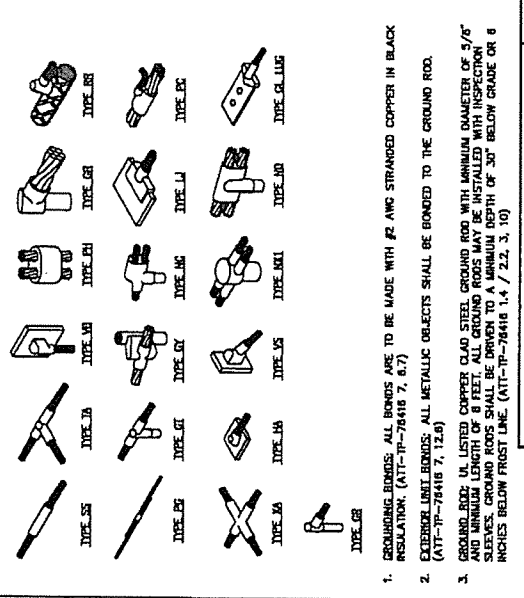 TYPE SS TYPE TA TYPE VB TYPE PH TYPE GR TYPE RR
TYPE PG TYPE GT TYPE GY TYPE NC TYPE LJ TYPE PC
TYPE XA TYPE HA TYPE VS TYPE NX1 TYPE ND TYPE GL LUG
TYPE GR
1. GROUNDING BONDS: ALL BONDS ARE TO BE MADE WITH #2 AWG STRANDED COPPER IN BLACK
INSULATION. (ATT-TP-76416 7, 6.7)
2. EXTERIOR UNIT BONDS: ALL METALLIC OBJECTS SHALL BE BONDED TO THE GROUND ROD.
(ATT-TP-76416 7, 12.6)
3. GROUND ROD: UL LISTED COPPER CLAD STEEL GROUND ROD WITH MINIMUM DIAMETER OF 5/8"
AND MINIMUM LENGTH OF 8 FEET. ALL GROUND RODS MAY BE INSTALLED WITH INSPECTION
SLEEVES. GROUND RODS SHALL BE DRIVEN TO A MINIMUM DEPTH OF 30" BELOW GRADE OR 6
INCHES BELOW FROST LINE. (ATT-TP-76416 1.4 / 2.2, 3, 10)